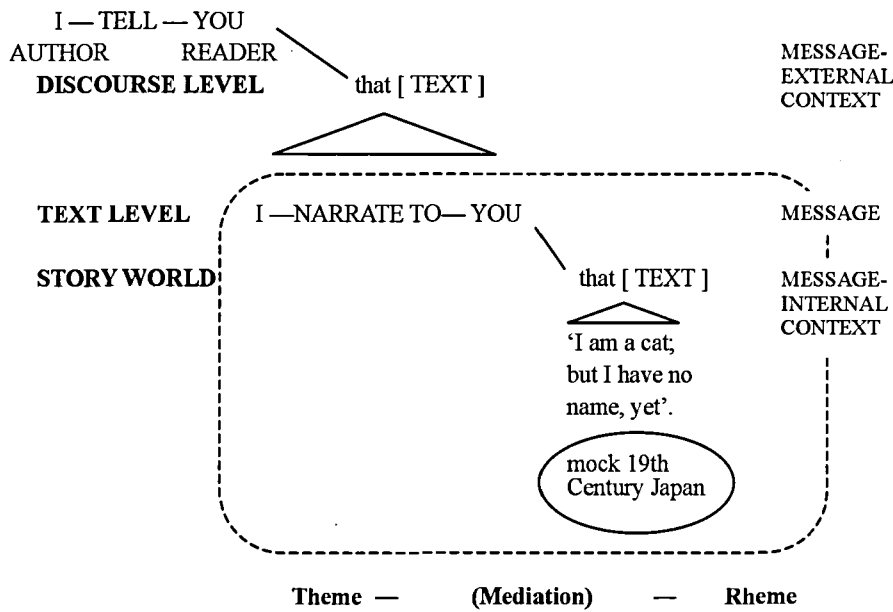 I — TELL — YOU
AUTHOR READER
DISCOURSE LEVEL
that [ TEXT ]
MESSAGE-
EXTERNAL
CONTEXT
TEXT LEVEL
I —NARRATE TO— YOU
MESSAGE
STORY WORLD
that [ TEXT ]
MESSAGE-
INTERNAL
CONTEXT
‘I am a cat;
but I have no
name, yet’.
mock 19th
Century Japan
Theme — (Mediation) — Rheme